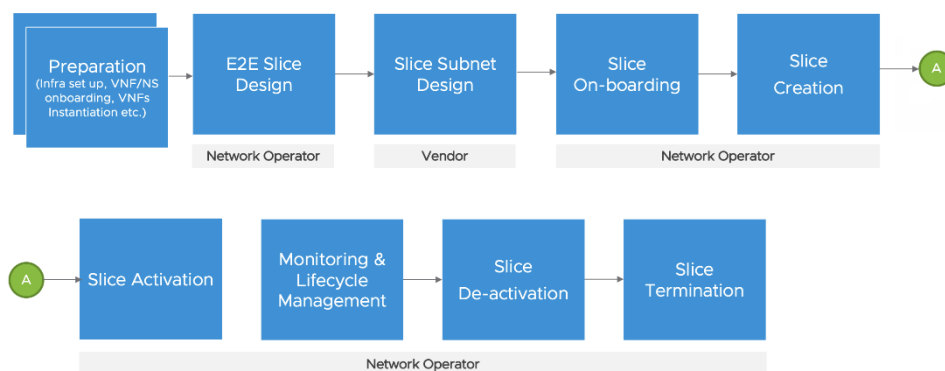 Preparation
(Infra set up, VNF/NS
onboarding, VNFs
Instantiation etc.)
E2E Slice
Design
Slice Subnet
Design
Slice
On-boarding
Slice
Creation
A
Network Operator
Vendor
Network Operator
A
Slice Activation
Monitoring &
Lifecycle
Management
Slice
De-activation
Slice
Termination
Network Operator